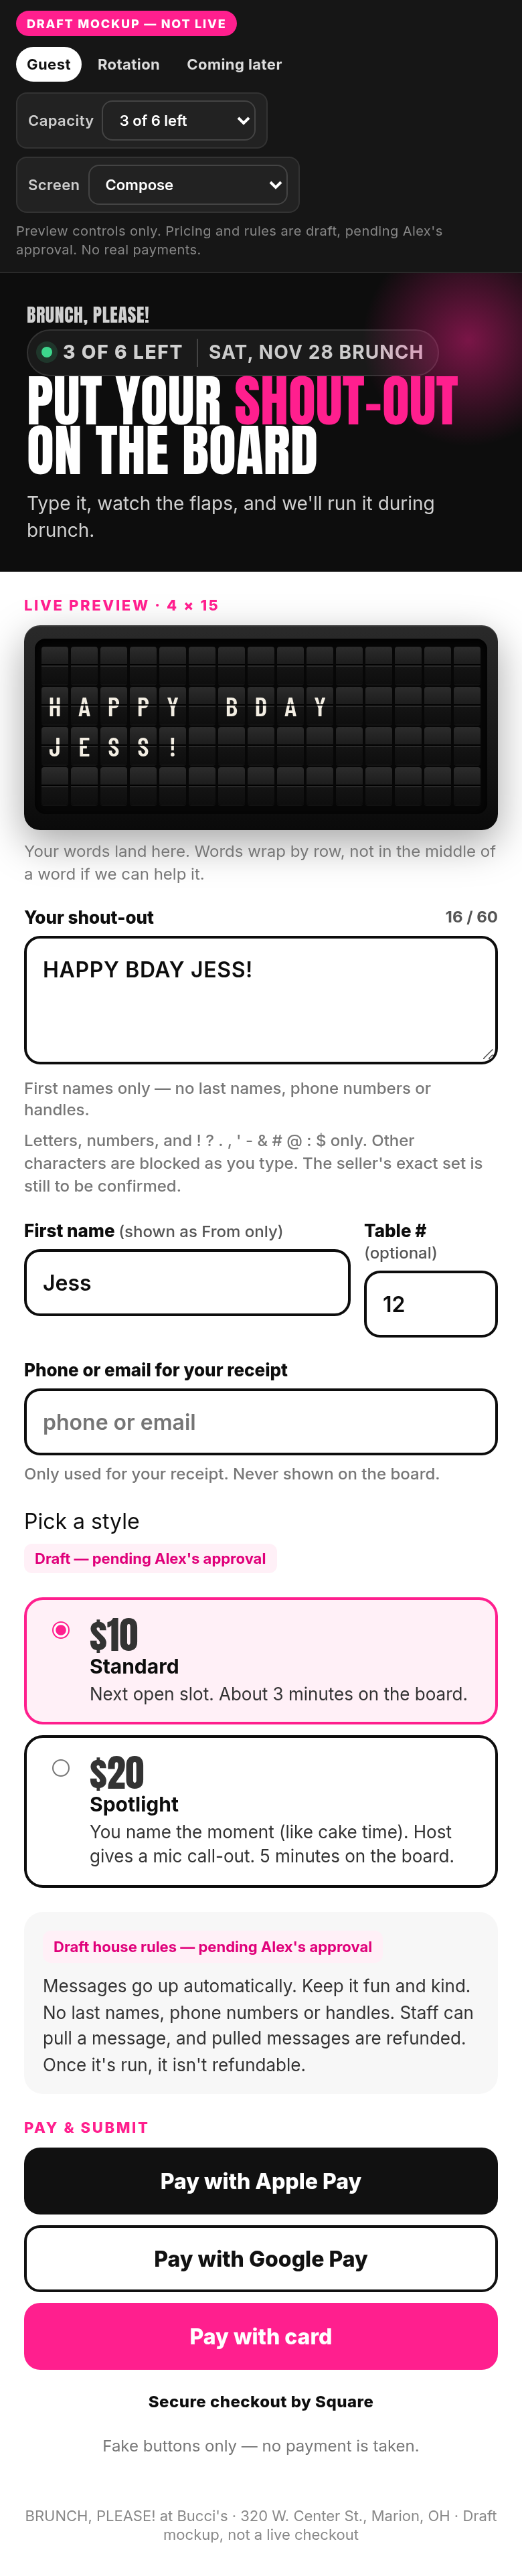 DRAFT MOCKUP — NOT LIVE
Guest Rotation Coming later
Capacity 3 of 6 left
Screen Compose
Preview controls only. Pricing and rules are draft, pending Alex's
approval. No real payments.
BRUNCH, PLEASE!
3 OF 6 LEFT SAT, NOV 28 BRUNCH
PUT YOUR SHOUT-OUT
ON THE BOARD
Type it, watch the flaps, and we'll run it during
brunch.
LIVE PREVIEW · 4 × 15
HAPPY BDAY
JESS!
Your words land here. Words wrap by row, not in the middle of
a word if we can help it.
Your shout-out 16 / 60
HAPPY BDAY JESS!
First names only — no last names, phone numbers or
handles.
Letters, numbers, and ! ? . , ' - & # @ : $ only. Other
characters are blocked as you type. The seller's exact set is
still to be confirmed.
First name (shown as From only)
Jess
Table #
(optional)
12
Phone or email for your receipt
phone or email
Only used for your receipt. Never shown on the board.
Pick a style
Draft — pending Alex's approval
$10
Standard
Next open slot. About 3 minutes on the board.
$20
Spotlight
You name the moment (like cake time). Host
gives a mic call-out. 5 minutes on the board.
Draft house rules — pending Alex's approval
Messages go up automatically. Keep it fun and kind.
No last names, phone numbers or handles. Staff can
pull a message, and pulled messages are refunded.
Once it's run, it isn't refundable.
PAY & SUBMIT
Pay with Apple Pay
Pay with Google Pay
Pay with card
Secure checkout by Square
Fake buttons only — no payment is taken.
BRUNCH, PLEASE! at Bucci's · 320 W. Center St., Marion, OH · Draft
mockup, not a live checkout